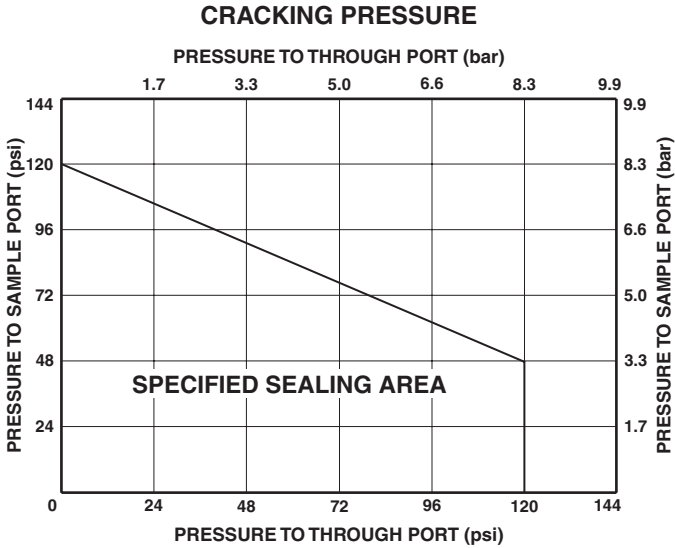 CRACKING PRESSURE
PRESSURE TO THROUGH PORT (bar)
1.7 3.3 5.0 6.6 8.3 9.9
144 9.9
120 8.3
96 6.6
72 5.0
48 3.3
SPECIFIED SEALING AREA
24 1.7
PRESSURE TO SAMPLE PORT (psi)
PRESSURE TO SAMPLE PORT (bar)
0 24 48 72 96 120 144
PRESSURE TO THROUGH PORT (psi)